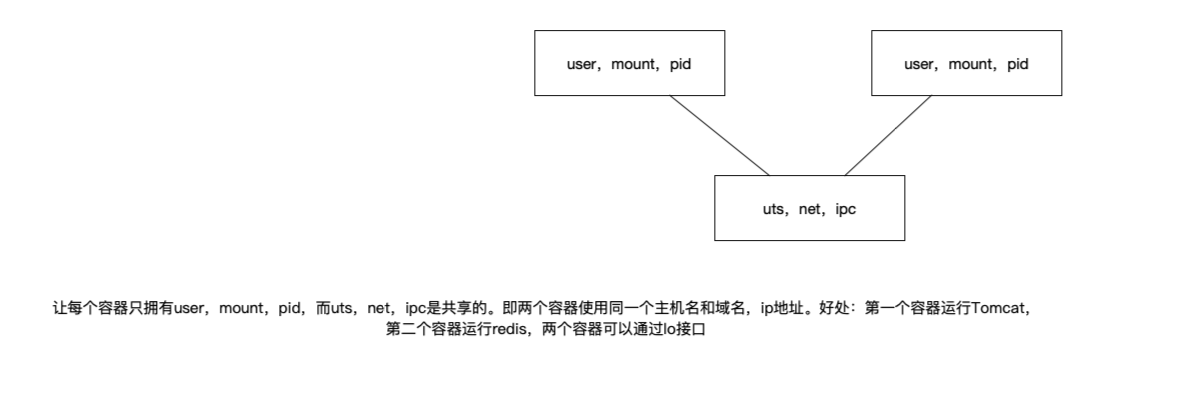 user，mount，pid
user，mount，pid
uts，net，ipc
让每个容器只拥有user，mount，pid，而uts，net，ipc是共享的。即两个容器使用同一个主机名和域名，ip地址。好处：第一个容器运行Tomcat，
第二个容器运行redis，两个容器可以通过lo接口